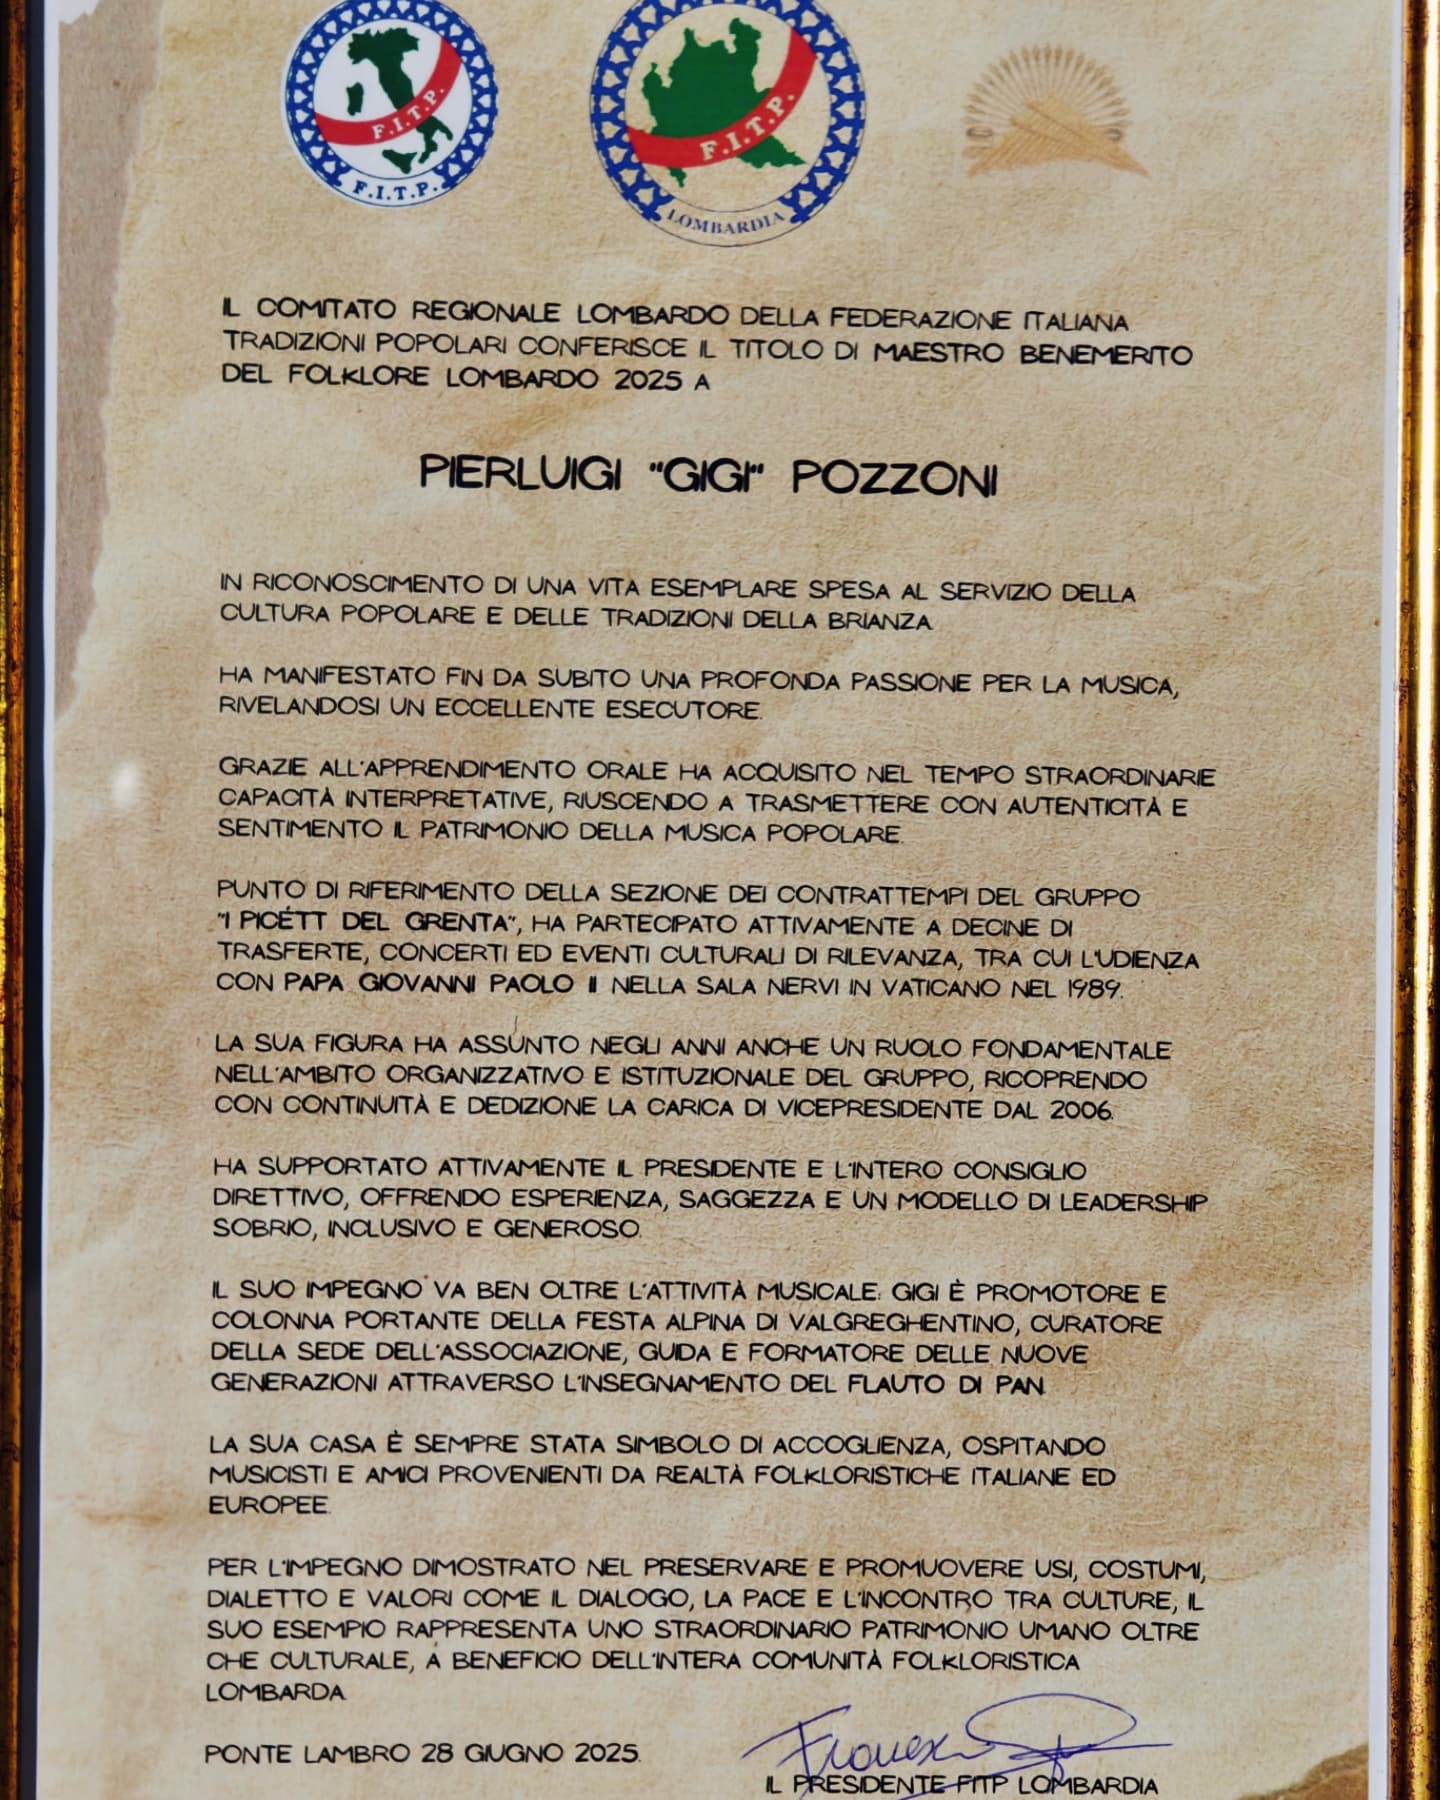 F.I.T.P.
F.I.T.P.
F.I.T.P.
LOMBARDIA
IL COMITATO REGIONALE LOMBARDO DELLA FEDERAZIONE ITALIANA
TRADIZIONI POPOLARI CONFERISCE IL TITOLO DI MAESTRO BENEMERITO
DEL FOLKLORE LOMBARDO 2025 A
PIERLUIGI "GIGI" POZZONI
IN RICONOSCIMENTO DI UNA VITA ESEMPLARE SPESA AL SERVIZIO DELLA
CULTURA POPOLARE E DELLE TRADIZIONI DELLA BRIANZA.
HA MANIFESTATO FIN DA SUBITO UNA PROFONDA PASSIONE PER LA MUSICA,
RIVELANDOSI UN ECCELLENTE ESECUTORE.
GRAZIE ALL'APPRENDIMENTO ORALE HA ACQUISITO NEL TEMPO STRAORDINARIE
CAPACITÀ INTERPRETATIVE, RIUSCENDO A TRASMETTERE CON AUTENTICITÀ E
SENTIMENTO IL PATRIMONIO DELLA MUSICA POPOLARE.
PUNTO DI RIFERIMENTO DELLA SEZIONE DEI CONTRATTEMPI DEL GRUPPO
"I PICÉTT DEL GRENTA", HA PARTECIPATO ATTIVAMENTE A DECINE DI
TRASFERTE, CONCERTI ED EVENTI CULTURALI DI RILEVANZA, TRA CUI L'UDIENZA
CON PAPA GIOVANNI PAOLO II NELLA SALA NERVI IN VATICANO NEL 1989.
LA SUA FIGURA HA ASSUNTO NEGLI ANNI ANCHE UN RUOLO FONDAMENTALE
NELL'AMBITO ORGANIZZATIVO E ISTITUZIONALE DEL GRUPPO, RICOPRENDO
CON CONTINUITÀ E DEDIZIONE LA CARICA DI VICEPRESIDENTE DAL 2006.
HA SUPPORTATO ATTIVAMENTE IL PRESIDENTE E L'INTERO CONSIGLIO
DIRETTIVO, OFFRENDO ESPERIENZA, SAGGEZZA E UN MODELLO DI LEADERSHIP
SOBRIO, INCLUSIVO E GENEROSO.
IL SUO IMPEGNO VA BEN OLTRE L'ATTIVITÀ MUSICALE: GIGI È PROMOTORE E
COLONNA PORTANTE DELLA FESTA ALPINA DI VALGREGHENTINO, CURATORE
DELLA SEDE DELL'ASSOCIAZIONE, GUIDA E FORMATORE DELLE NUOVE
GENERAZIONI ATTRAVERSO L'INSEGNAMENTO DEL FLAUTO DI PAN.
LA SUA CASA È SEMPRE STATA SIMBOLO DI ACCOGLIENZA, OSPITANDO
MUSICISTI E AMICI PROVENIENTI DA REALTÀ FOLKLORISTICHE ITALIANE ED
EUROPEE.
PER L'IMPEGNO DIMOSTRATO NEL PRESERVARE E PROMUOVERE USI, COSTUMI,
DIALETTO E VALORI COME IL DIALOGO, LA PACE E L'INCONTRO TRA CULTURE, IL
SUO ESEMPIO RAPPRESENTA UNO STRAORDINARIO PATRIMONIO UMANO OLTRE
CHE CULTURALE, A BENEFICIO DELL'INTERA COMUNITÀ FOLKLORISTICA
LOMBARDA.
PONTE LAMBRO 28 GIUGNO 2025.
IL PRESIDENTE FITP LOMBARDIA